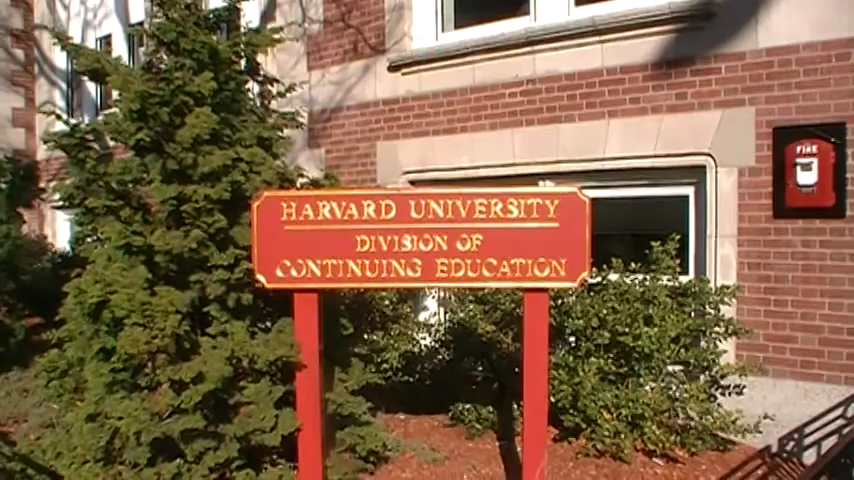 HARVARD UNIVERSITY
DIVISION OF
CONTINUING EDUCATION
FIRE